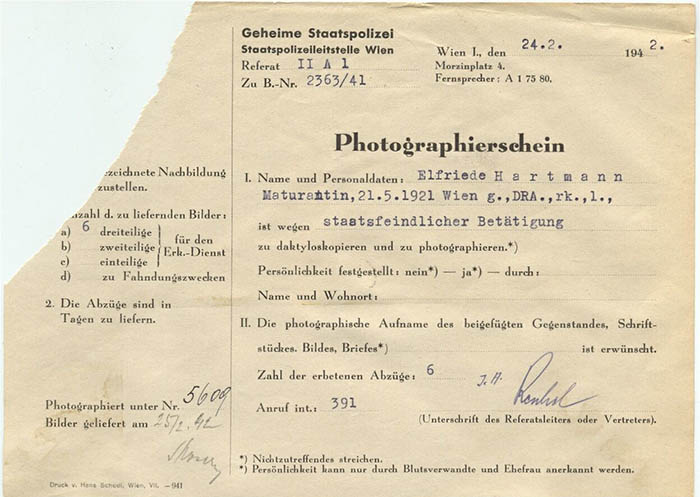 Geheime Staatspolizei
Staatspolizeileitstelle Wien
Referat II A 1
Zu B.-Nr. 2363/41
Wien I., den 24.2. 1942.
Morzinplatz 4.
Fernsprecher: A 1 75 80.
Photographierschein
ezeichnete Nachbildung
zustellen.
nzahl d. zu liefernden Bilder:
a) 6 dreiteilige
b) zweiteilige
c) einteilige
für den
Erk.-Dienst
d) zu Fahndungszwecken
2. Die Abzüge sind in
Tagen zu liefern.
Photographiert unter Nr. 5609
Bilder geliefert am 25/2. 42
Druck v. Hans Schödl, Wien, VII. — 941
I. Name und Personaldaten: Elfriede H a r t m a n n
Maturantin, 21.5.1921 Wien g.,DRA.,rk.,l.,
ist wegen staatsfeindlicher Betätigung
zu daktyloskopieren und zu photographieren.*)
Persönlichkeit festgestellt: nein*) — ja*) — durch:
Name und Wohnort:
II. Die photographische Aufname des beigefügten Gegenstandes, Schrift-
stückes. Bildes, Briefes*) ist erwünscht.
Zahl der erbetenen Abzüge: 6
Anruf int.: 391
(Unterschrift des Referatsleiters oder Vertreters).
*) Nichtzutreffendes streichen.
*) Persönlichkeit kann nur durch Blutsverwandte und Ehefrau anerkannt werden.